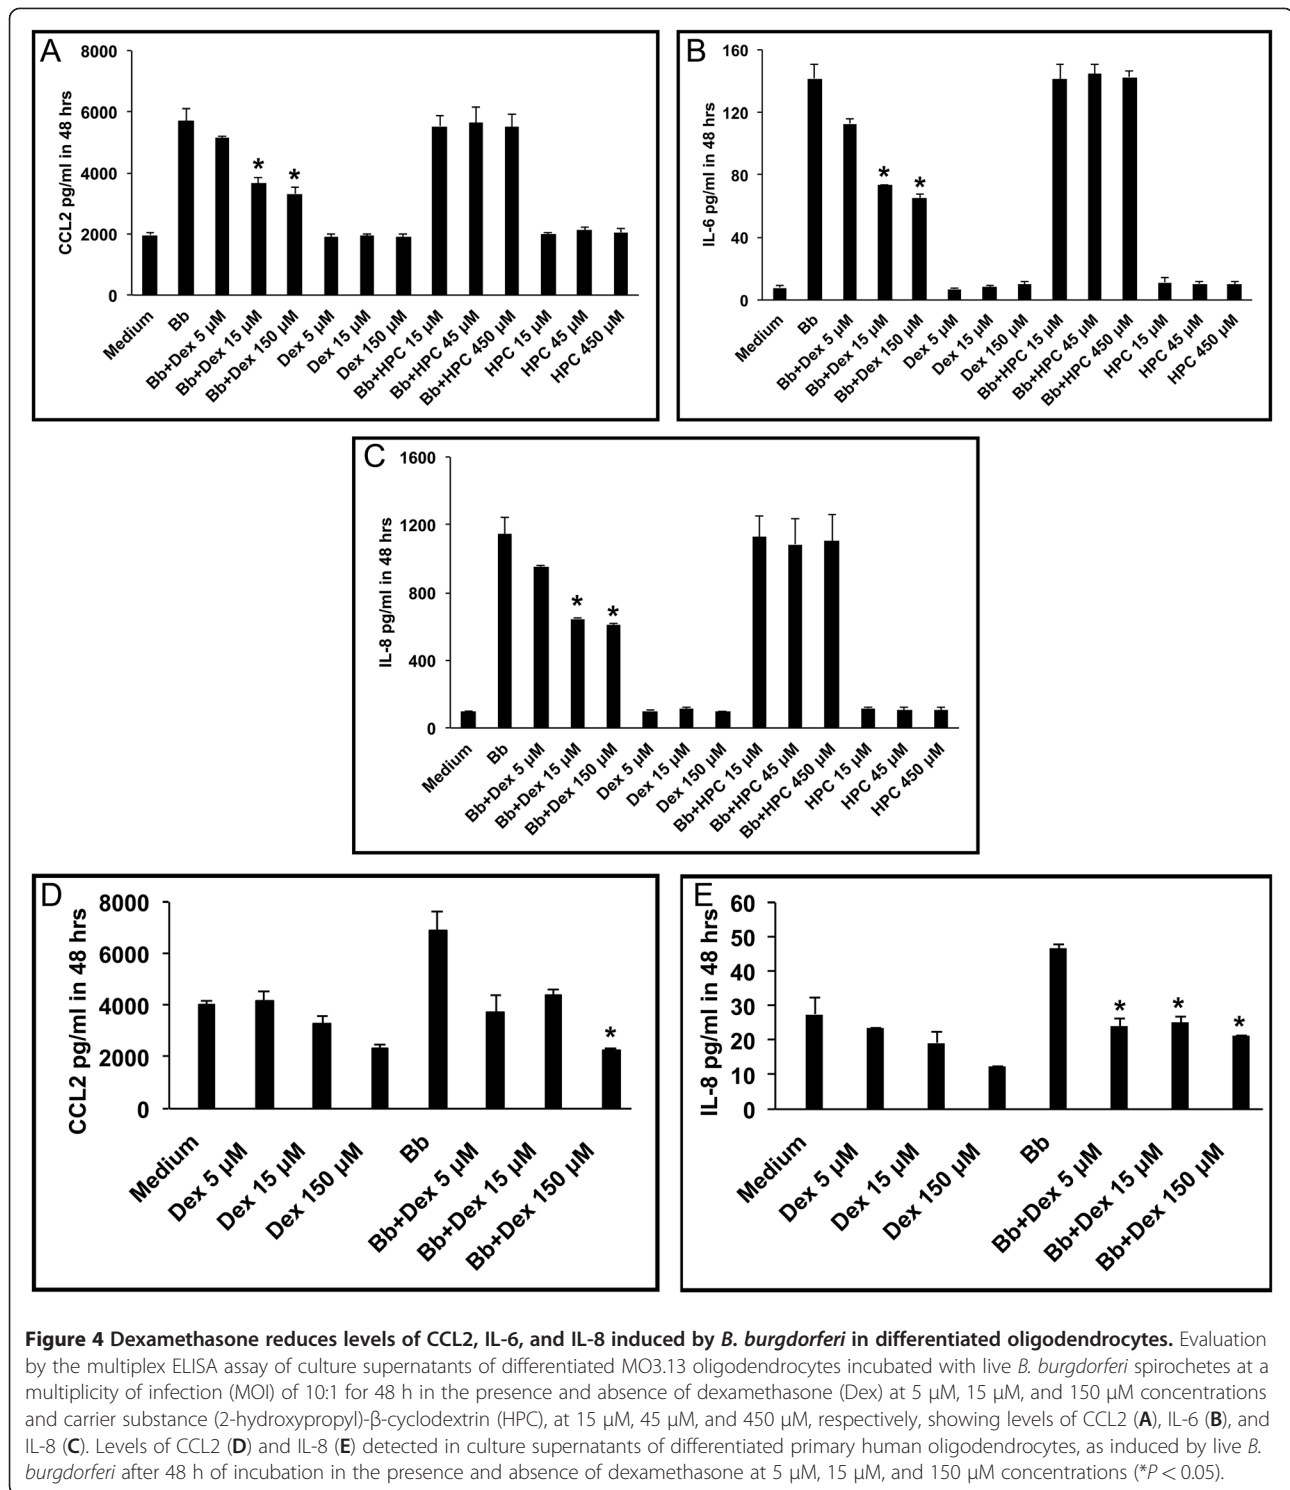 A
CCL2 pg/ml in 48 hrs
8000
6000
4000
2000
0
*
*
Medium
Bb
Bb+Dex 5 μM
Bb+Dex 15 μM
Bb+Dex 150 μM
Dex 5 μM
Dex 15 μM
Dex 150 μM
Bb+HPC 15 μM
Bb+HPC 45 μM
Bb+HPC 450 μM
HPC 15 μM
HPC 45 μM
HPC 450 μM
B
IL-6 pg/ml in 48 hrs
160
120
80
40
0
*
*
Medium
Bb
Bb+Dex 5 μM
Bb+Dex 15 μM
Bb+Dex 150 μM
Dex 5 μM
Dex 15 μM
Dex 150 μM
Bb+HPC 15 μM
Bb+HPC 45 μM
Bb+HPC 450 μM
HPC 15 μM
HPC 45 μM
HPC 450 μM
C
IL-8 pg/ml in 48 hrs
1600
1200
800
400
0
*
*
Medium
Bb
Bb+Dex 5 μM
Bb+Dex 15 μM
Bb+Dex 150 μM
Dex 5 μM
Dex 15 μM
Dex 150 μM
Bb+HPC 15 μM
Bb+HPC 45 μM
Bb+HPC 450 μM
HPC 15 μM
HPC 45 μM
HPC 450 μM
D
CCL2 pg/ml in 48 hrs
8000
6000
4000
2000
0
*
Medium
Dex 5 μM
Dex 15 μM
Dex 150 μM
Bb
Bb+Dex 5 μM
Bb+Dex 15 μM
Bb+Dex 150 μM
E
IL-8 pg/ml in 48 hrs
60
50
40
30
20
10
0
*
*
*
Medium
Dex 5 μM
Dex 15 μM
Dex 150 μM
Bb
Bb+Dex 5 μM
Bb+Dex 15 μM
Bb+Dex 150 μM
Figure 4 Dexamethasone reduces levels of CCL2, IL-6, and IL-8 induced by B. burgdorferi in differentiated oligodendrocytes. Evaluation
by the multiplex ELISA assay of culture supernatants of differentiated MO3.13 oligodendrocytes incubated with live B. burgdorferi spirochetes at a
multiplicity of infection (MOI) of 10:1 for 48 h in the presence and absence of dexamethasone (Dex) at 5 μM, 15 μM, and 150 μM concentrations
and carrier substance (2-hydroxypropyl)-β-cyclodextrin (HPC), at 15 μM, 45 μM, and 450 μM, respectively, showing levels of CCL2 (A), IL-6 (B), and
IL-8 (C). Levels of CCL2 (D) and IL-8 (E) detected in culture supernatants of differentiated primary human oligodendrocytes, as induced by live B.
burgdorferi after 48 h of incubation in the presence and absence of dexamethasone at 5 μM, 15 μM, and 150 μM concentrations (*P < 0.05).